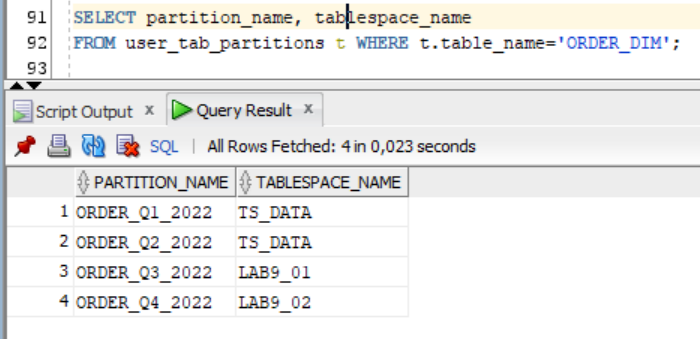 91 SELECT partition_name, tablespace_name
92 FROM user_tab_partitions t WHERE t.table_name='ORDER_DIM';
93
Script Output x Query Result x
SQL | All Rows Fetched: 4 in 0,023 seconds
PARTITION_NAME TABLESPACE_NAME
1 ORDER_Q1_2022 TS_DATA
2 ORDER_Q2_2022 TS_DATA
3 ORDER_Q3_2022 LAB9_01
4 ORDER_Q4_2022 LAB9_02